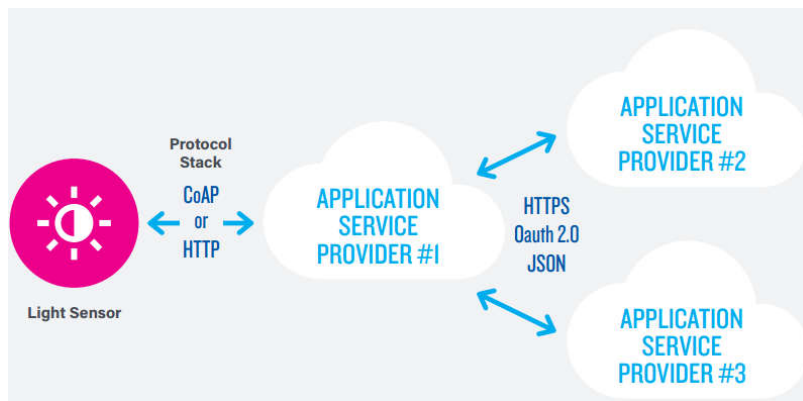 Protocol
Stack
CoAP
or
HTTP
Light Sensor
APPLICATION
SERVICE
PROVIDER #1
HTTPS
Oauth 2.0
JSON
APPLICATION
SERVICE
PROVIDER #2
APPLICATION
SERVICE
PROVIDER #3